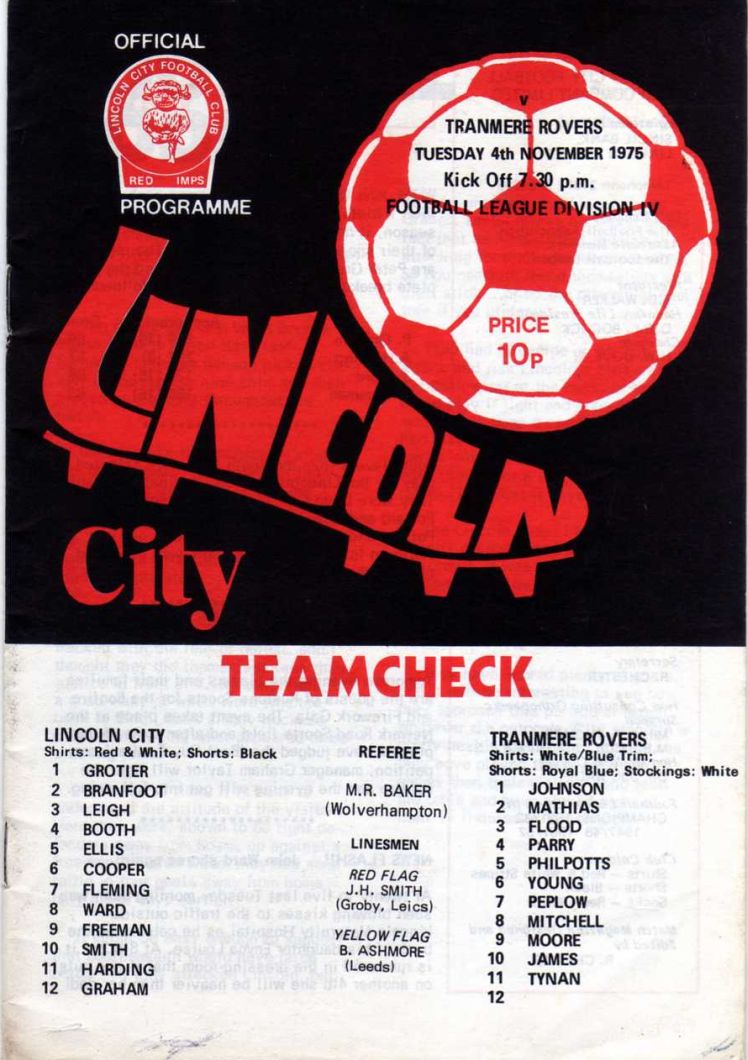 OFFICIAL
LINCOLN CITY FOOTBALL CLUB
RED IMPS
PROGRAMME
v
TRANMERE ROVERS
TUESDAY 4th NOVEMBER 1975
Kick Off 7.30 p.m.
FOOTBALL LEAGUE DIVISION IV
PRICE
10p
LINCOLN
City
TEAMCHECK
LINCOLN CITY
Shirts: Red & White; Shorts: Black
1 GROTIER
2 BRANFOOT
3 LEIGH
4 BOOTH
5 ELLIS
6 COOPER
7 FLEMING
8 WARD
9 FREEMAN
10 SMITH
11 HARDING
12 GRAHAM
REFEREE
M.R. BAKER
(Wolverhampton)
LINESMEN
RED FLAG
J.H. SMITH
(Groby, Leics)
YELLOW FLAG
B. ASHMORE
(Leeds)
TRANMERE ROVERS
Shirts: White/Blue Trim;
Shorts: Royal Blue; Stockings: White
1 JOHNSON
2 MATHIAS
3 FLOOD
4 PARRY
5 PHILPOTTS
6 YOUNG
7 PEPLOW
8 MITCHELL
9 MOORE
10 JAMES
11 TYNAN
12